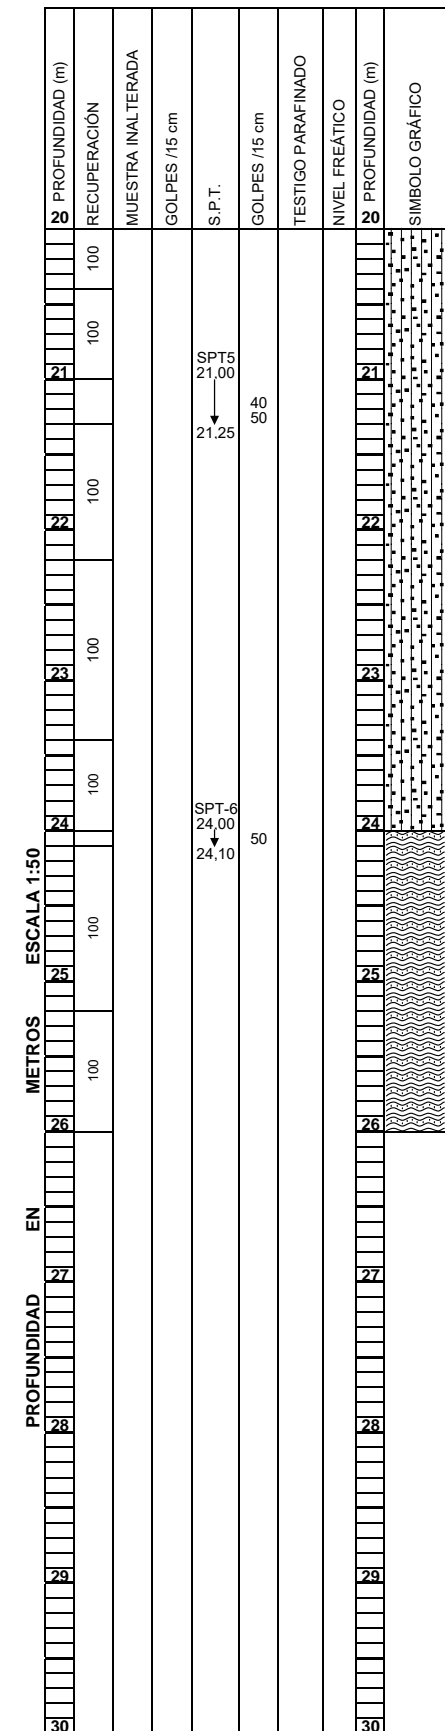 PROFUNDIDAD (m)
20
RECUPERACIÓN
MUESTRA INALTERADA
GOLPES /15 cm
S.P.T.
GOLPES /15 cm
TESTIGO PARAFINADO
NIVEL FREÁTICO
PROFUNDIDAD (m)
20
SIMBOLO GRÁFICO
100
100
SPT5
21 21,00 21
40
50
21,25
100
22 22
100
23 23
100
SPT-6
24 24,00 24
50
24,10
100
25 25
100
26 26
27 27
28 28
29 29
30 30
PROFUNDIDAD EN METROS ESCALA 1:50